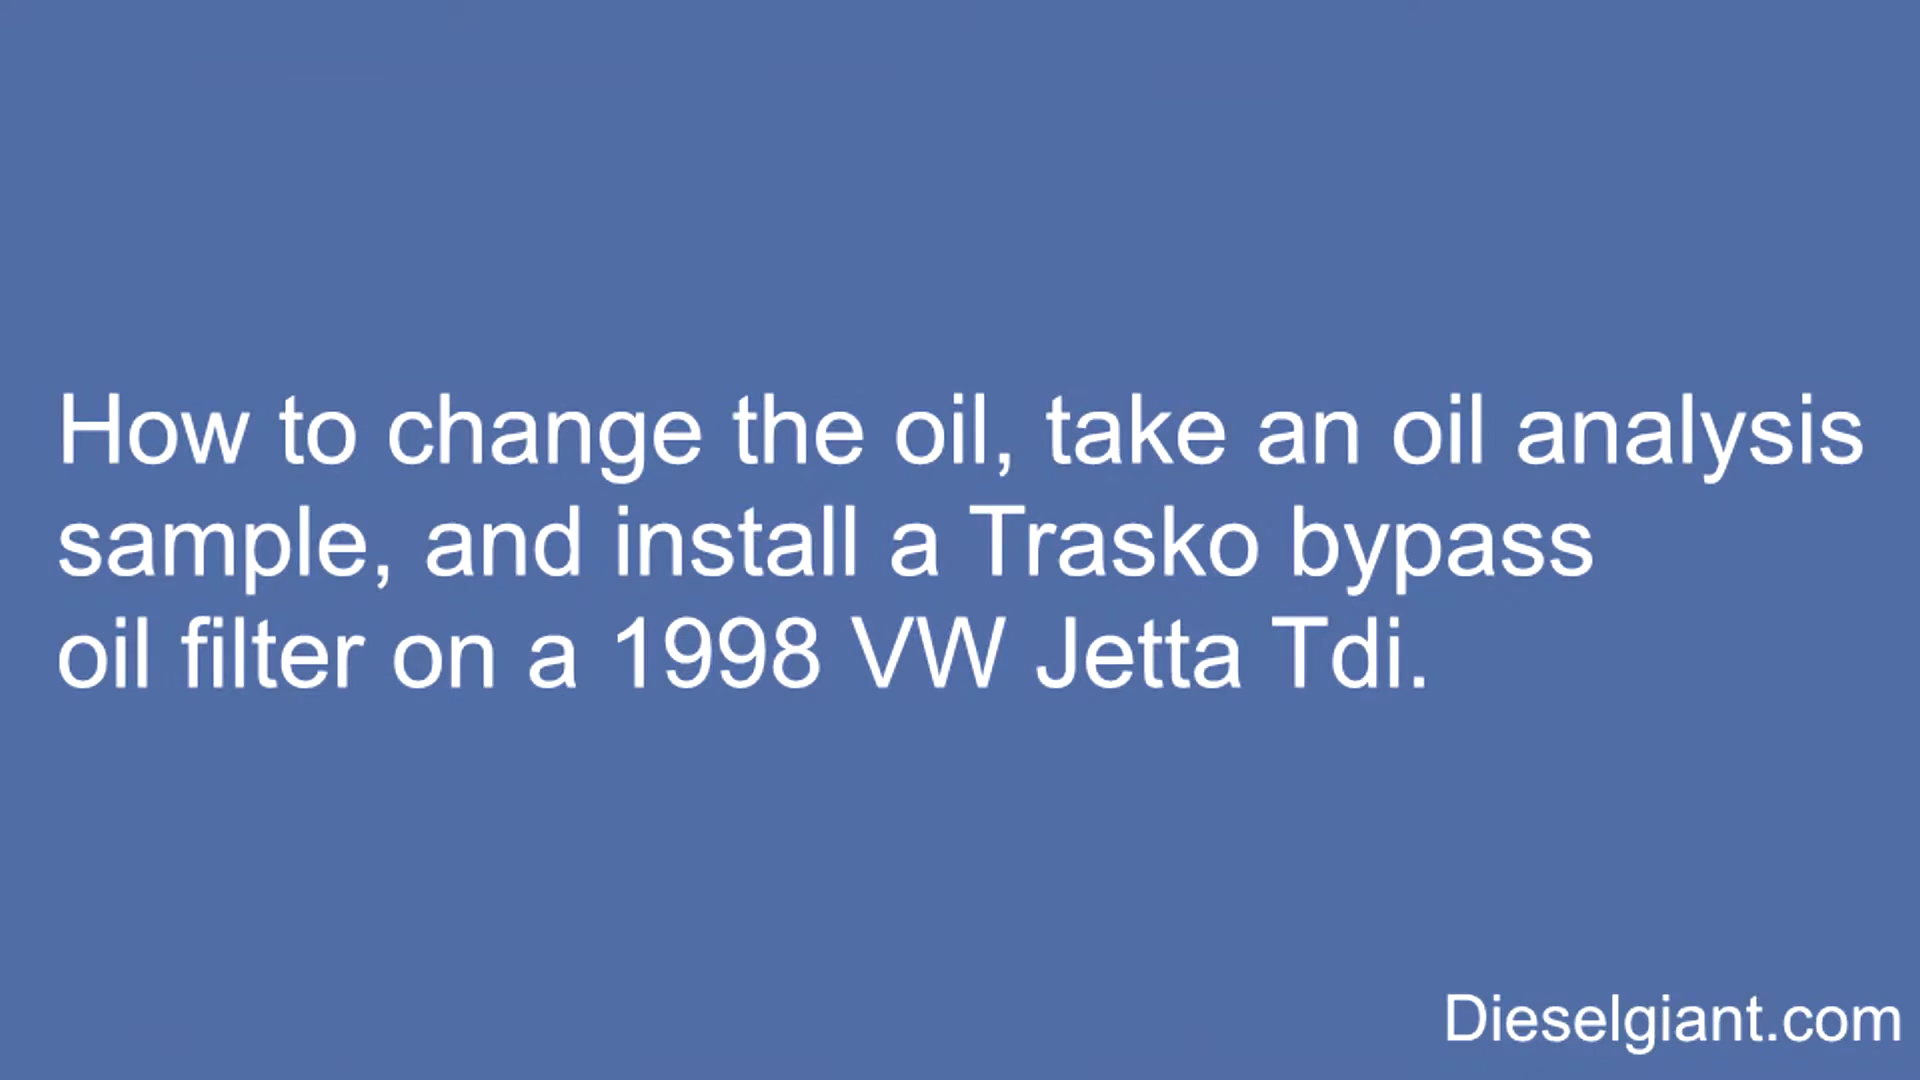 How to change the oil, take an oil analysis
sample, and install a Trasko bypass
oil filter on a 1998 VW Jetta Tdi.
Dieselgiant.com